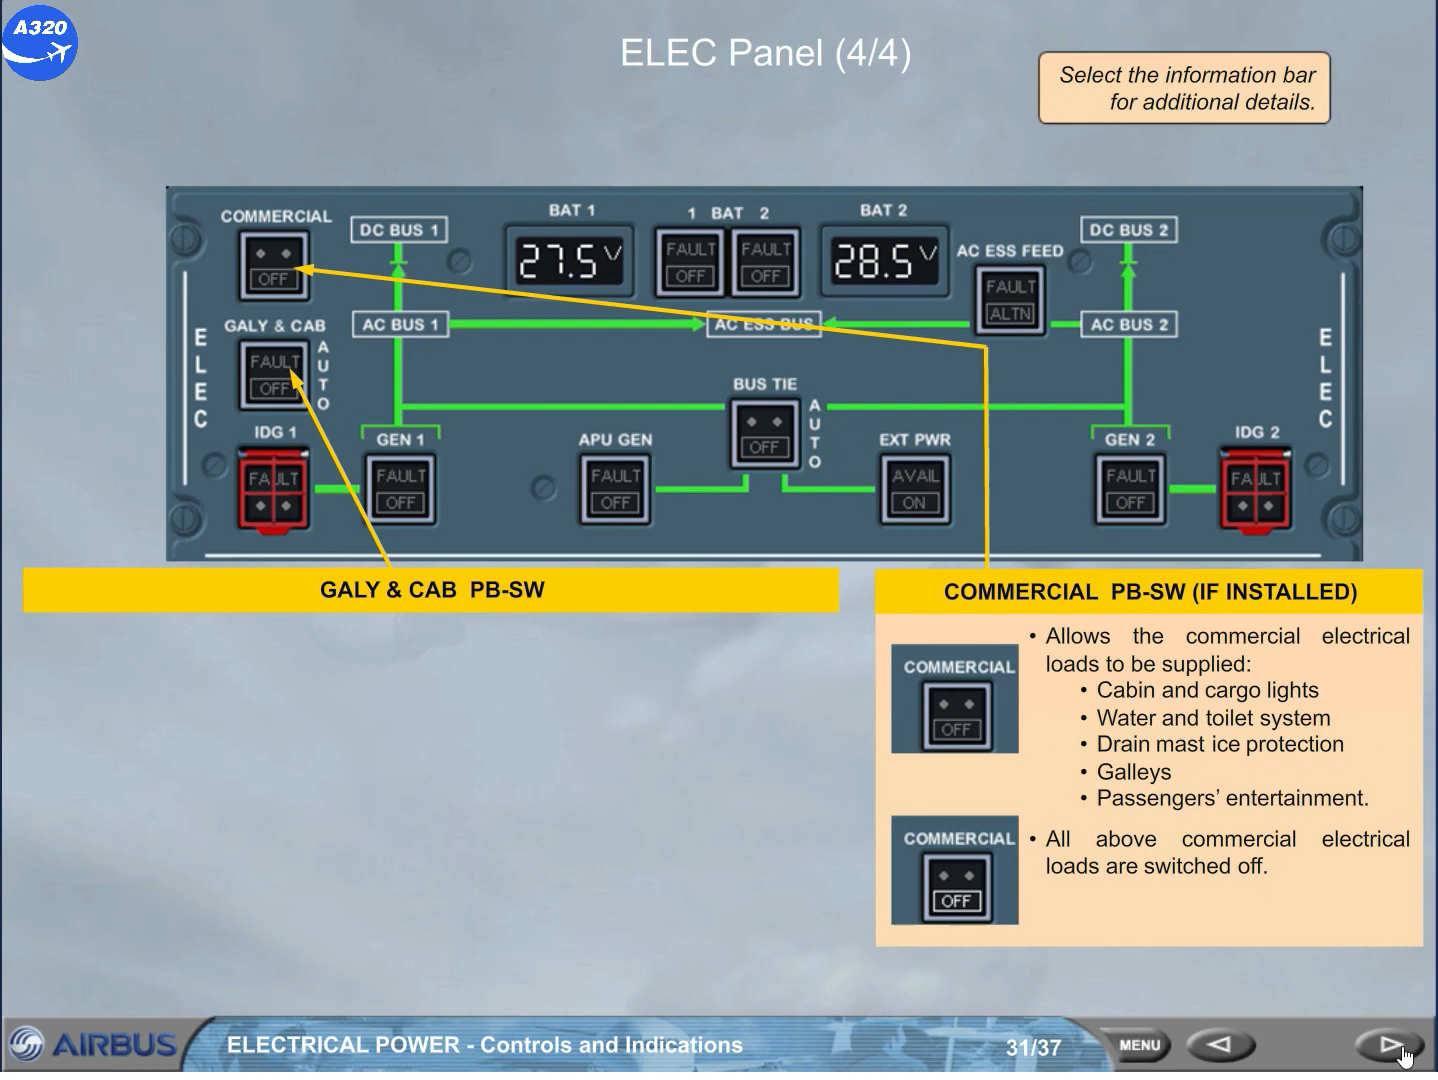 A320
ELEC Panel (4/4)
Select the information bar
for additional details.
COMMERCIAL
OFF
DC BUS 1
BAT 1
27.5 V
1 BAT 2
FAULT
OFF
FAULT
OFF
BAT 2
28.5 V
AC ESS FEED
FAULT
ALTN
DC BUS 2
ELEC
GALY & CAB
FAULT
OFF
AUTO
AC BUS 1
AC ESS BUS
AC BUS 2
ELEC
BUS TIE
OFF
AUTO
IDG 1
FAULT
GEN 1
FAULT
OFF
APU GEN
FAULT
OFF
EXT PWR
AVAIL
ON
GEN 2
FAULT
OFF
IDG 2
FAULT
GALY & CAB PB-SW
COMMERCIAL PB-SW (IF INSTALLED)
COMMERCIAL
OFF
• Allows the commercial electrical
loads to be supplied:
• Cabin and cargo lights
• Water and toilet system
• Drain mast ice protection
• Galleys
• Passengers’ entertainment.
COMMERCIAL
OFF
• All above commercial electrical
loads are switched off.
AIRBUS
ELECTRICAL POWER - Controls and Indications
31/37
MENU